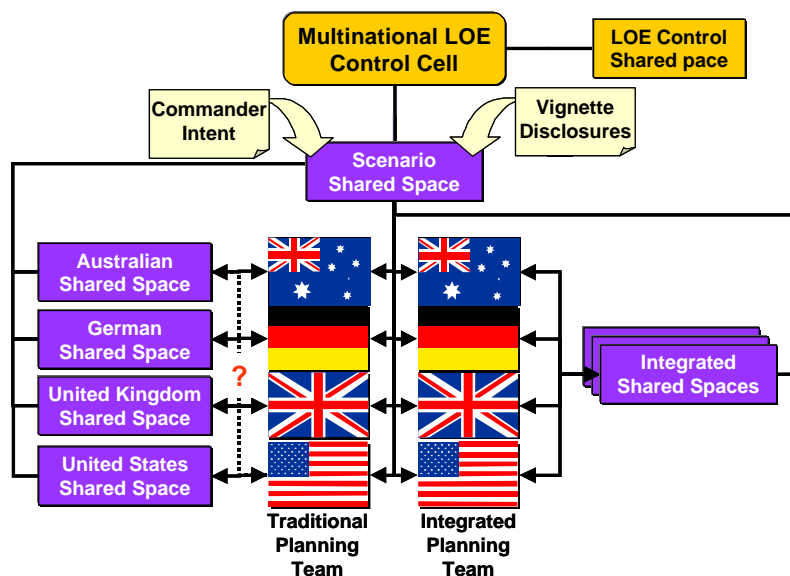 Multinational LOE
Control Cell
LOE Control
Shared pace
Commander
Intent
Vignette
Disclosures
Scenario
Shared Space
Australian
Shared Space
German
Shared Space
?
United Kingdom
Shared Space
United States
Shared Space
Integrated
Shared Spaces
Traditional
Planning
Team
Integrated
Planning
Team